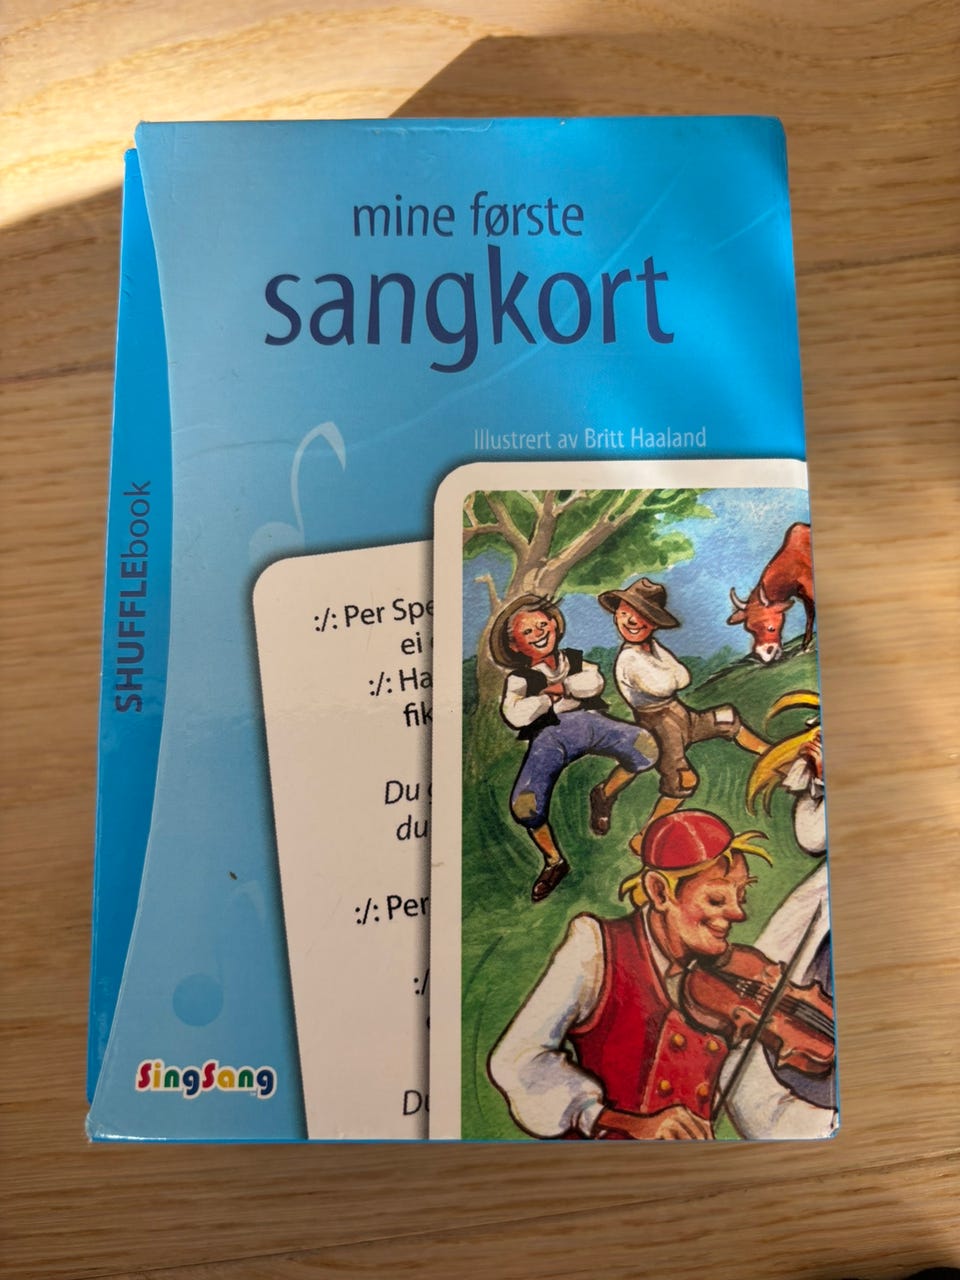 mine første
sangkort
Illustrert av Britt Haaland
SHUFFLEbook
:/: Per Spe
ei
:/: Ha
fik
Du
du
:/: Per
:/
Du
SingSang